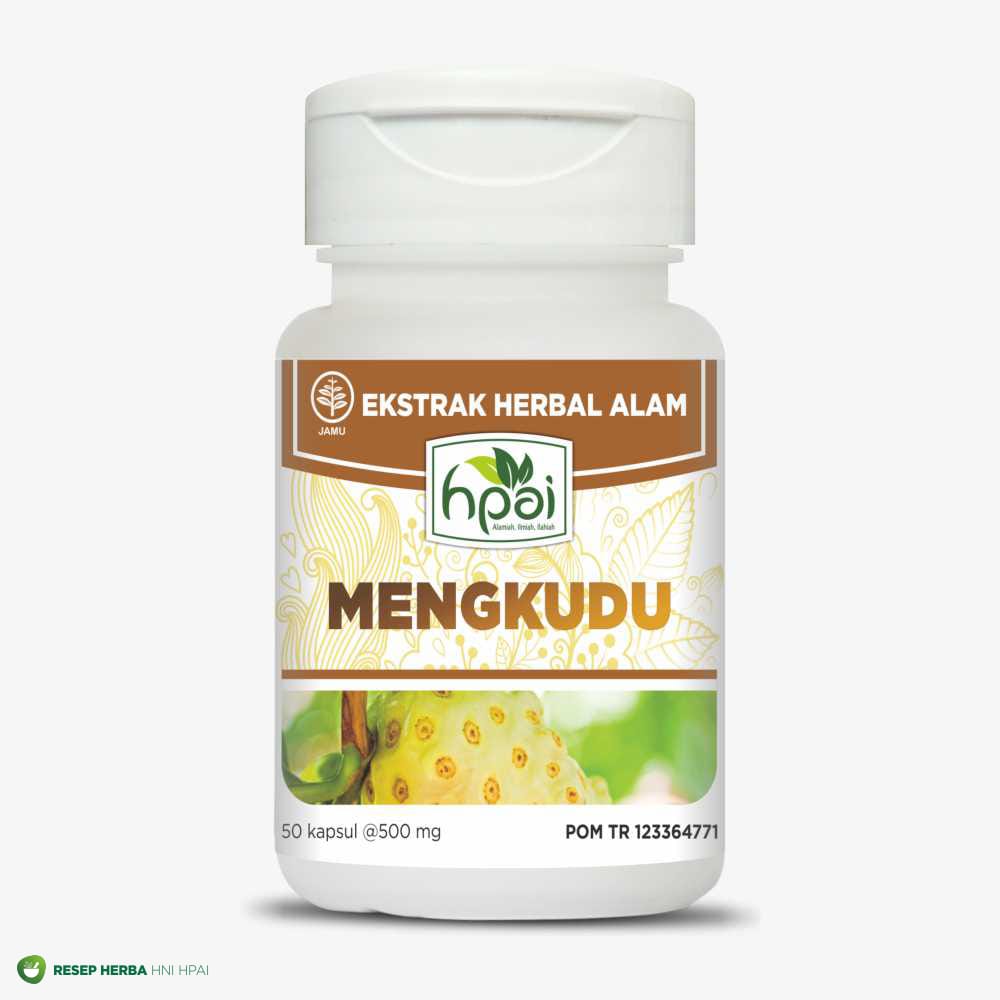 JAMU
EKSTRAK HERBAL ALAM
hpai
Alamiah, Ilmiah, Ilahiah
MENGKUDU
50 kapsul @500 mg
POM TR 123364771
RESEP HERBA HNI HPAI